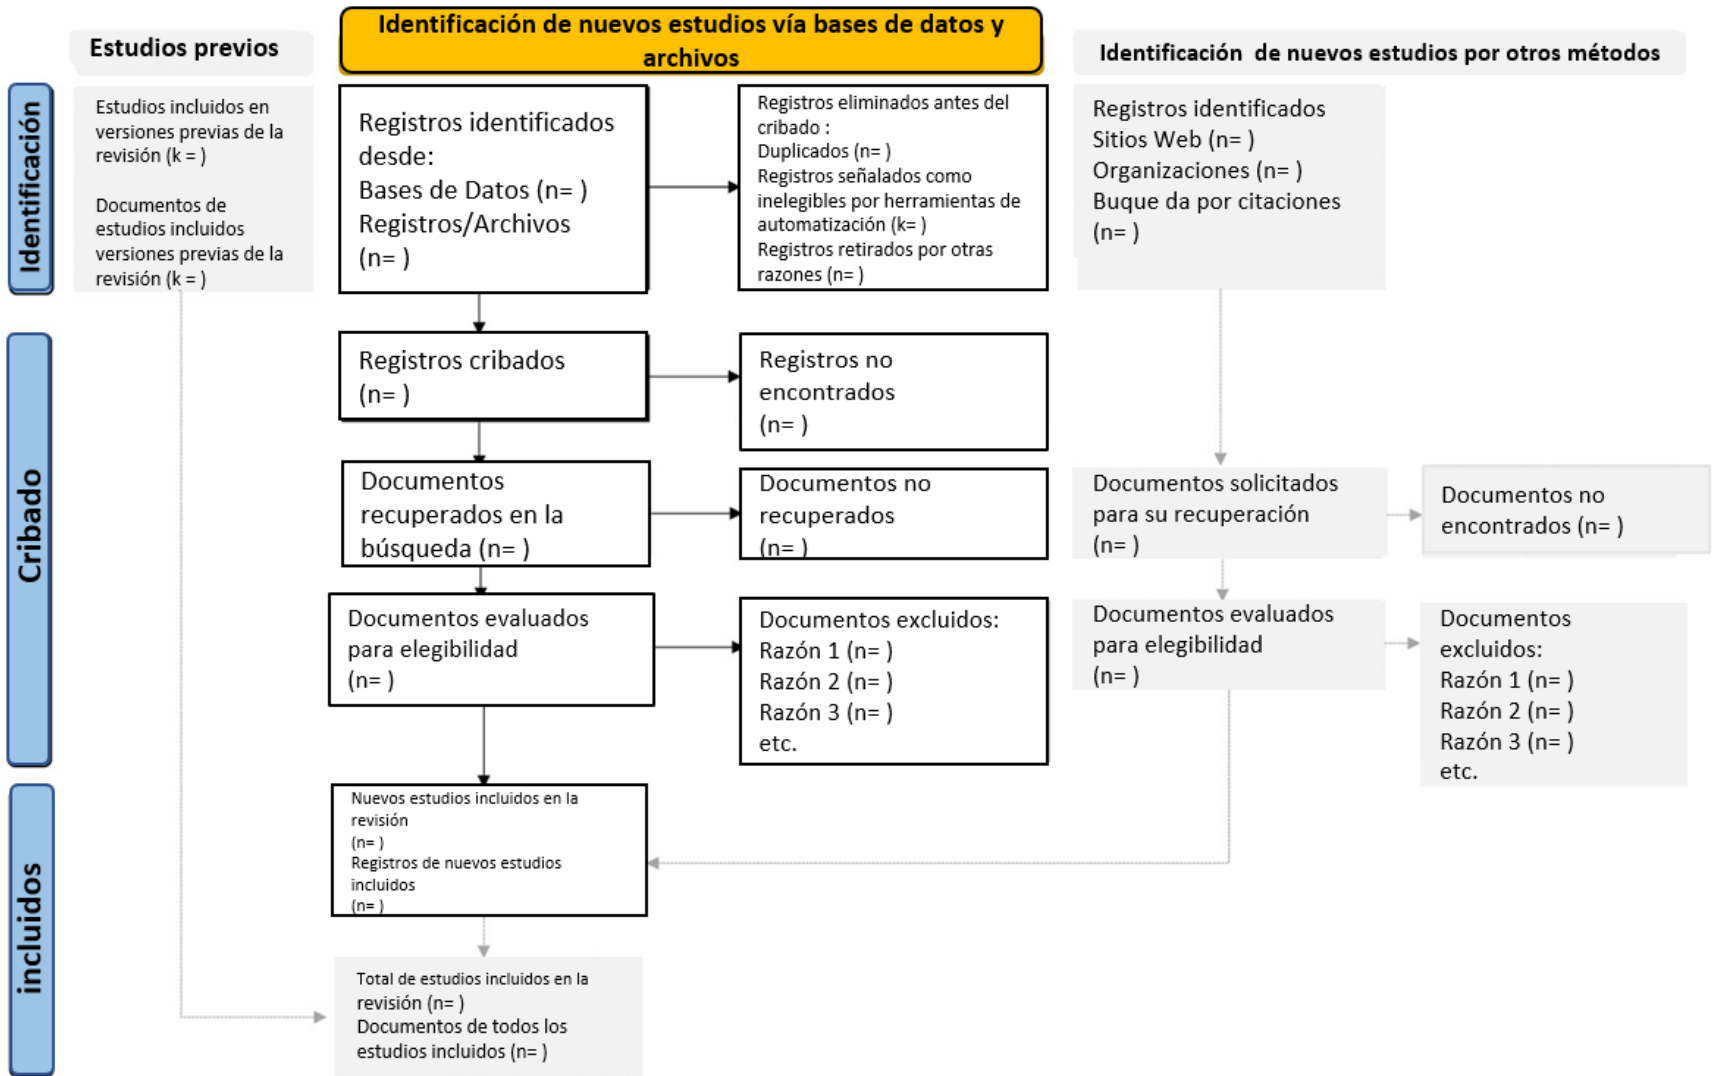 Estudios previos
Identificación de nuevos estudios vía bases de datos y
archivos
Identificación de nuevos estudios por otros métodos
Identificación
Estudios incluidos en
versiones previas de la
revisión (k = )
Documentos de
estudios incluidos
versiones previas de la
revisión (k = )
Registros identificados
desde:
Bases de Datos (n= )
Registros/Archivos
(n= )
Registros eliminados antes del
cribado :
Duplicados (n= )
Registros señalados como
inelegibles por herramientas de
automatización (k= )
Registros retirados por otras
razones (n= )
Registros identificados
Sitios Web (n= )
Organizaciones (n= )
Buque da por citaciones
(n= )
Cribado
Registros cribados
(n= )
Registros no
encontrados
(n= )
Documentos
recuperados en la
búsqueda (n= )
Documentos no
recuperados
(n= )
Documentos solicitados
para su recuperación
(n= )
Documentos no
encontrados (n= )
Documentos evaluados
para elegibilidad
(n= )
Documentos excluidos:
Razón 1 (n= )
Razón 2 (n= )
Razón 3 (n= )
etc.
Documentos evaluados
para elegibilidad
(n= )
Documentos
excluidos:
Razón 1 (n= )
Razón 2 (n= )
Razón 3 (n= )
etc.
incluidos
Nuevos estudios incluidos en la
revisión
(n= )
Registros de nuevos estudios
incluidos
(n= )
Total de estudios incluidos en la
revisión (n= )
Documentos de todos los
estudios incluidos (n= )